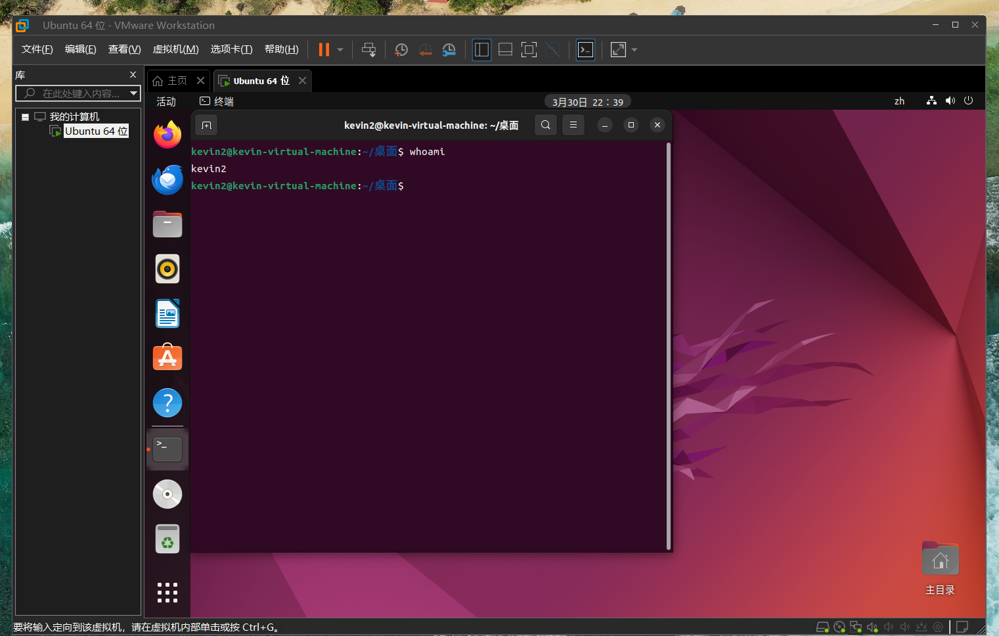 Ubuntu 64 位 - VMware Workstation
文件(F) 编辑(E) 查看(V) 虚拟机(M) 选项卡(T) 帮助(H)
库
主页
Ubuntu 64 位
在此处键入内容...
活动
终端
3月30日 22：39
zh
我的计算机
Ubuntu 64 位
kevin2@kevin-virtual-machine: ~/桌面
kevin2@kevin-virtual-machine:~/桌面$ whoami
kevin2
kevin2@kevin-virtual-machine:~/桌面$
主目录
要将输入定向到该虚拟机，请在虚拟机内部单击或按 Ctrl+G。